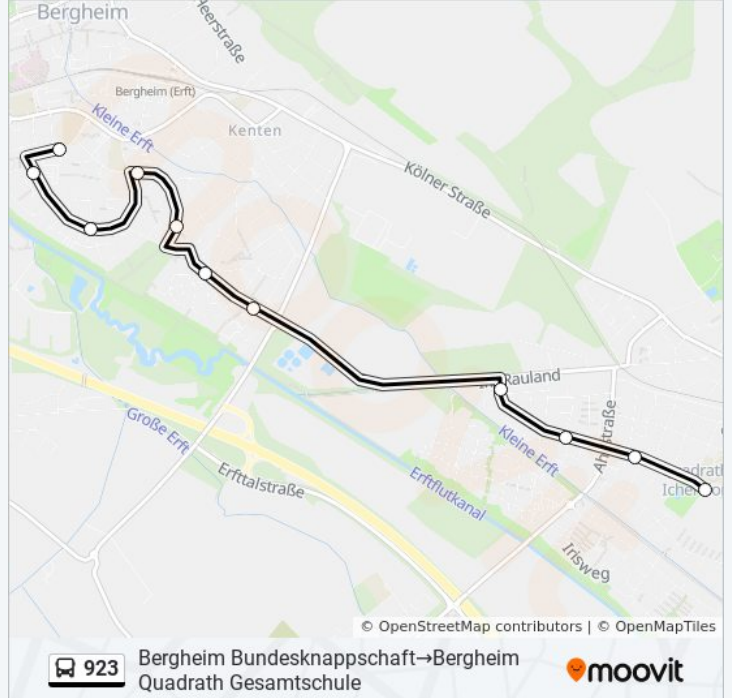 Bergheim
Heerstraße
Bergheim (Erft)
Kleine Erft
Kenten
Kölner Straße
Rauland
Große Erft
Erfttalstraße
Kleine Erft
Erftflutkanal
Irisweg
© OpenStreetMap contributors | © OpenMapTiles
923
Bergheim Bundesknappschaft→Bergheim
Quadrath Gesamtschule
moovit